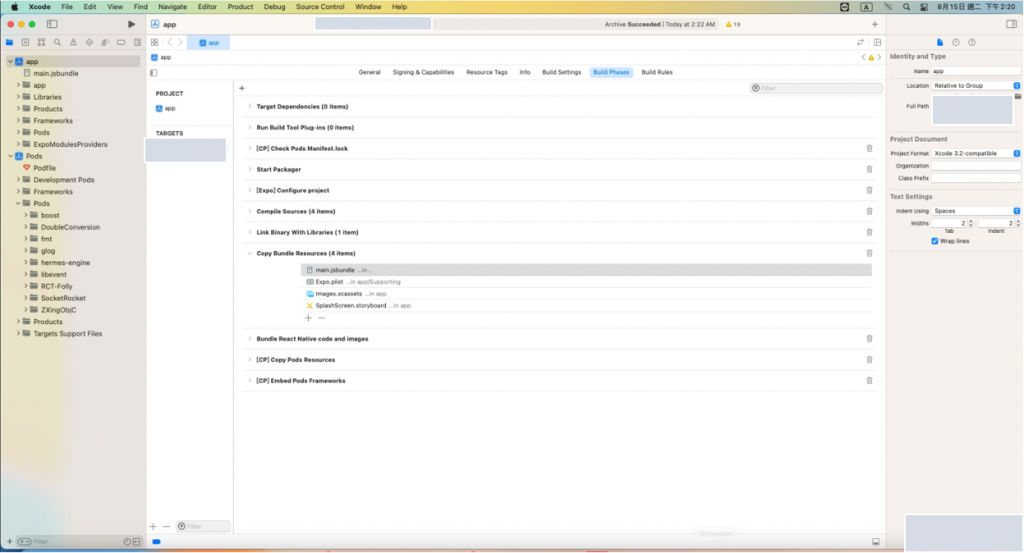 Xcode File Edit View Find Navigate Editor Product Debug Source Control Window Help
A 8月15日 週二 下午 2:20
app
Archive Succeeded | Today at 2:22 AM 19
app
app
app
General Signing & Capabilities Resource Tags Info Build Settings Build Phases Build Rules
Filter
PROJECT
app
TARGETS
main.jsbundle
app
Libraries
Products
Frameworks
Pods
ExpoModulesProviders
Pods
Podfile
Development Pods
Frameworks
Pods
boost
DoubleConversion
fmt
glog
hermes-engine
libevent
RCT-Folly
SocketRocket
ZXingObjC
Products
Targets Support Files
Target Dependencies (0 items)
Run Build Tool Plug-ins (0 items)
[CP] Check Pods Manifest.lock
Start Packager
[Expo] Configure project
Compile Sources (4 items)
Link Binary With Libraries (1 item)
Copy Bundle Resources (4 items)
main.jsbundle ...in ..
Expo.plist ...in app/Supporting
Images.xcassets ...in app
SplashScreen.storyboard ...in app
Bundle React Native code and images
[CP] Copy Pods Resources
[CP] Embed Pods Frameworks
Identity and Type
Name app
Location Relative to Group
Full Path
Project Document
Project Format Xcode 3.2-compatible
Organization
Class Prefix
Text Settings
Indent Using Spaces
Widths 2 2
Tab Indent
Wrap lines
Filter
Filter